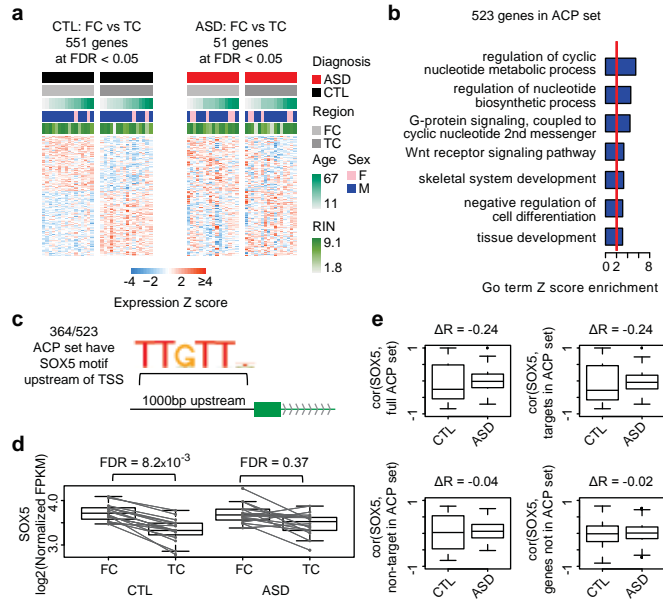 a
CTL: FC vs TC
551 genes
at FDR < 0.05
ASD: FC vs TC
51 genes
at FDR < 0.05
Diagnosis
ASD
CTL
Region
FC
TC
Age
67
11
Sex
F
M
RIN
9.1
1.8
-4 -2 0 2 ≥4
Expression Z score
b
523 genes in ACP set
regulation of cyclic
nucleotide metabolic process
regulation of nucleotide
biosynthetic process
G-protein signaling, coupled to
cyclic nucleotide 2nd messenger
Wnt receptor signaling pathway
skeletal system development
negative regulation of
cell differentiation
tissue development
0 2 8
Go term Z score enrichment
c
364/523
ACP set have
SOX5 motif
upstream of TSS
TTGTT
1000bp upstream
d
FDR = 8.2x10-3
FDR = 0.37
SOX5
log2(Normalized FPKM)
4.0
3.0
FC TC FC TC
CTL ASD
e
ΔR = -0.24
cor(SOX5,
full ACP set)
1
-1
CTL ASD
ΔR = -0.24
cor(SOX5,
targets in ACP set)
1
-1
CTL ASD
ΔR = -0.04
cor(SOX5,
non-target in ACP set)
1
-1
CTL ASD
ΔR = -0.02
cor(SOX5,
genes not in ACP set)
1
-1
CTL ASD